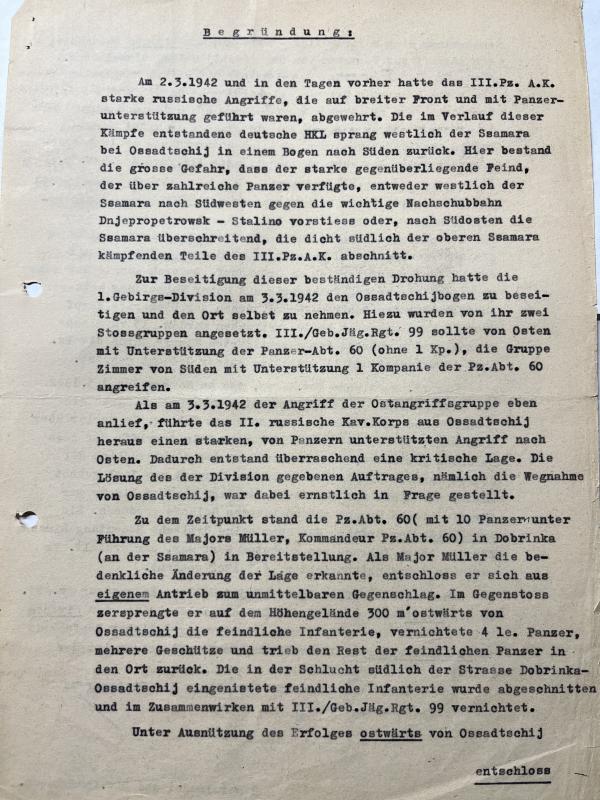 Begründung:
Am 2.3.1942 und in den Tagen vorher hatte das III.Pz. A.K.
starke russische Angriffe, die auf breiter Front und mit Panzer-
unterstützung geführt waren, abgewehrt. Die im Verlauf dieser
Kämpfe entstandene deutsche HKL sprang westlich der Ssamara
bei Ossadtschij in einem Bogen nach Süden zurück. Hier bestand
die grosse Gefahr, dass der starke gegenüberliegende Feind,
der über zahlreiche Panzer verfügte, entweder westlich der
Ssamara nach Südwesten gegen die wichtige Nachschubbahn
Dnjepropetrowsk - Stalino vorstiess oder, nach Südosten die
Ssamara überschreitend, die dicht südlich der oberen Ssamara
kämpfenden Teile des III.Pz.A.K. abschnitt.
Zur Beseitigung dieser beständigen Drohung hatte die
1.Gebirgs-Division am 3.3.1942 den Ossadtschijbogen zu besei-
tigen und den Ort selbst zu nehmen. Hiezu wurden von ihr zwei
Stossgruppen angesetzt. III./Geb.Jäg.Rgt. 99 sollte von Osten
mit Unterstützung der Panzer-Abt. 60 (ohne 1 Kp.), die Gruppe
Zimmer von Süden mit Unterstützung 1 Kompanie der Pz.Abt. 60
angreifen.
Als am 3.3.1942 der Angriff der Ostangriffsgruppe eben
anlief, führte das II. russische Kav.Korps aus Ossadtschij
heraus einen starken, von Panzern unterstützten Angriff nach
Osten. Dadurch entstand überraschend eine kritische Lage. Die
Lösung des der Division gegebenen Auftrages, nämlich die Wegnahme
von Ossadtschij, war dabei ernstlich in Frage gestellt.
Zu dem Zeitpunkt stand die Pz.Abt. 60( mit 10 Panzern unter
Führung des Majors Müller, Kommandeur Pz.Abt. 60) in Dobrinka
(an der Ssamara) in Bereitstellung. Als Major Müller die be-
denkliche Änderung der Lage erkannte, entschloss er sich aus
eigenem Antrieb zum unmittelbaren Gegenschlag. Im Gegenstoss
zersprengte er auf dem Höhengelände 300 m ostwärts von
Ossadtschij die feindliche Infanterie, vernichtete 4 le. Panzer,
mehrere Geschütze und trieb den Rest der feindlichen Panzer in
den Ort zurück. Die in der Schlucht südlich der Strasse Dobrinka-
Ossadtschij eingenistete feindliche Infanterie wurde abgeschnitten
und im Zusammenwirken mit III./Geb.Jäg.Rgt. 99 vernichtet.
Unter Ausnützung des Erfolges ostwärts von Ossadtschij
entschloss